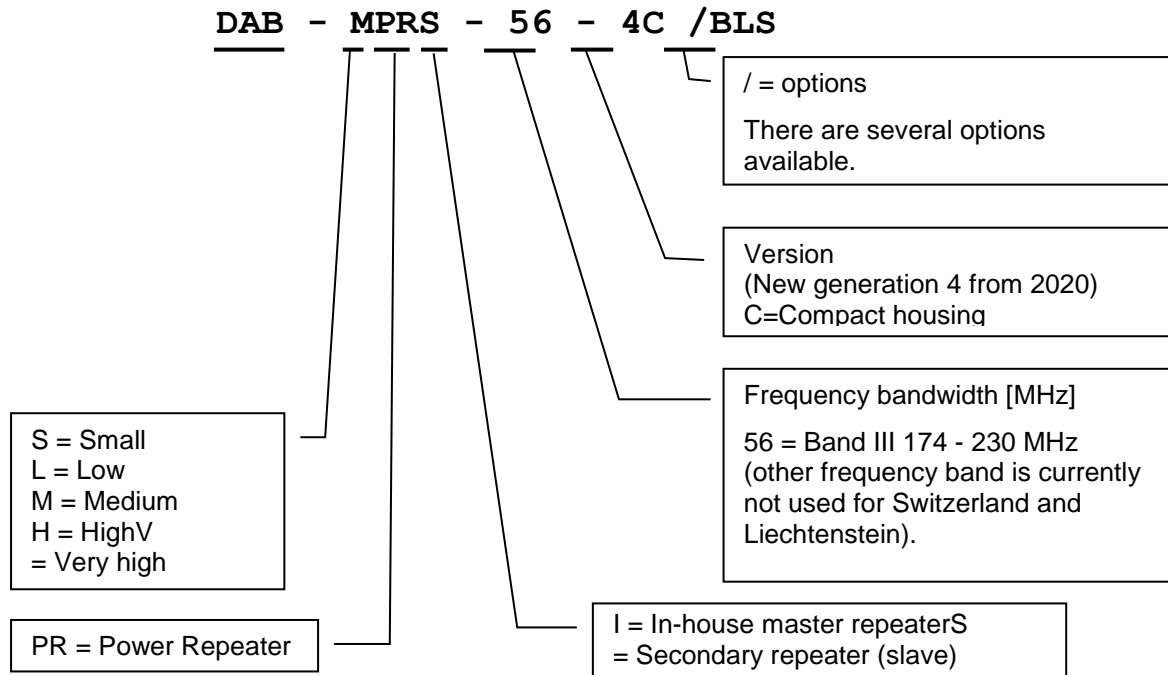 DAB - MPRS - 56 - 4C /BLS
/ = options
There are several options
available.
Version
(New generation 4 from 2020)
C=Compact housing
Frequency bandwidth [MHz]
56 = Band III 174 - 230 MHz
(other frequency band is currently
not used for Switzerland and
Liechtenstein).
S = Small
L = Low
M = Medium
H = HighV
= Very high
PR = Power Repeater
I = In-house master repeaterS
= Secondary repeater (slave)